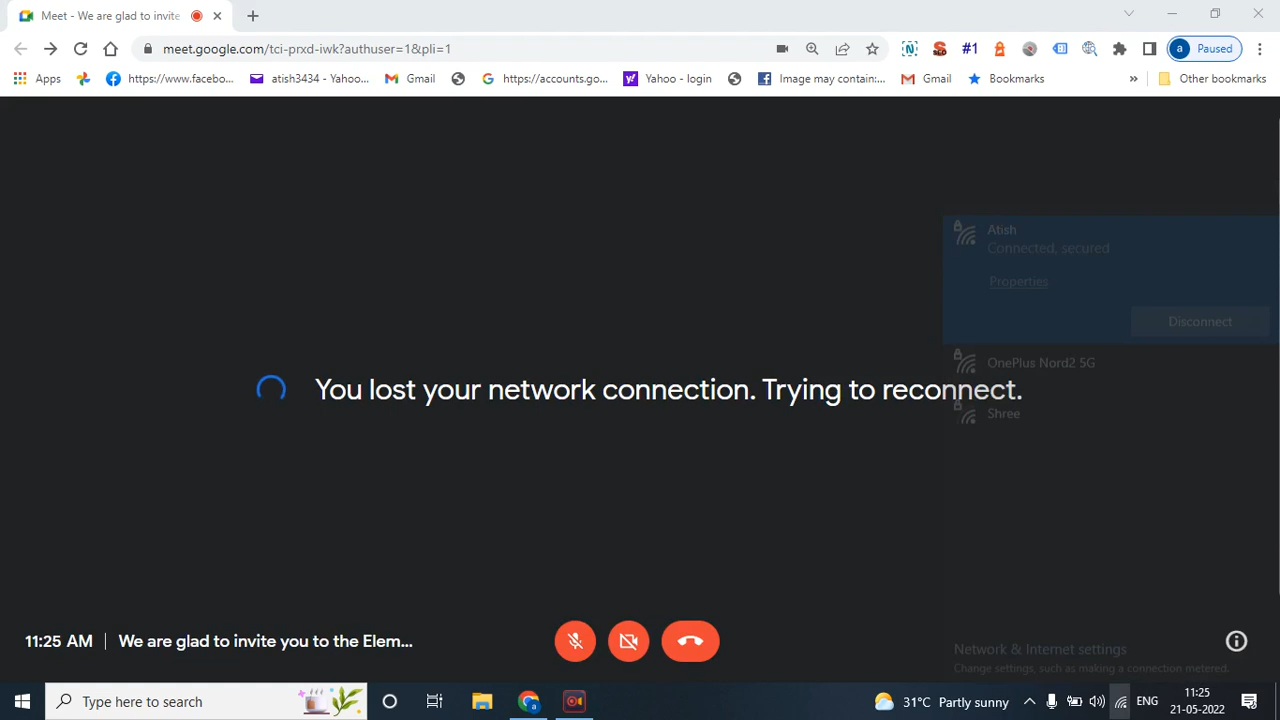 Meet - We are glad to invite
meet.google.com/tci-prxd-iwk?authuser=1&pli=1
#1
SEO
a
Paused
Apps
https://www.facebo...
atish3434 - Yahoo...
Gmail
https://accounts.go...
Yahoo - login
Image may contain:...
Gmail
Bookmarks
»
Other bookmarks
Atish
Connected, secured
Properties
Disconnect
OnePlus Nord2 5G
You lost your network connection. Trying to reconnect.
Shree
11:25 AM | We are glad to invite you to the Elem...
Network & Internet settings
Change settings, such as making a connection metered.
Type here to search
31°C Partly sunny
ENG
11:25
21-05-2022